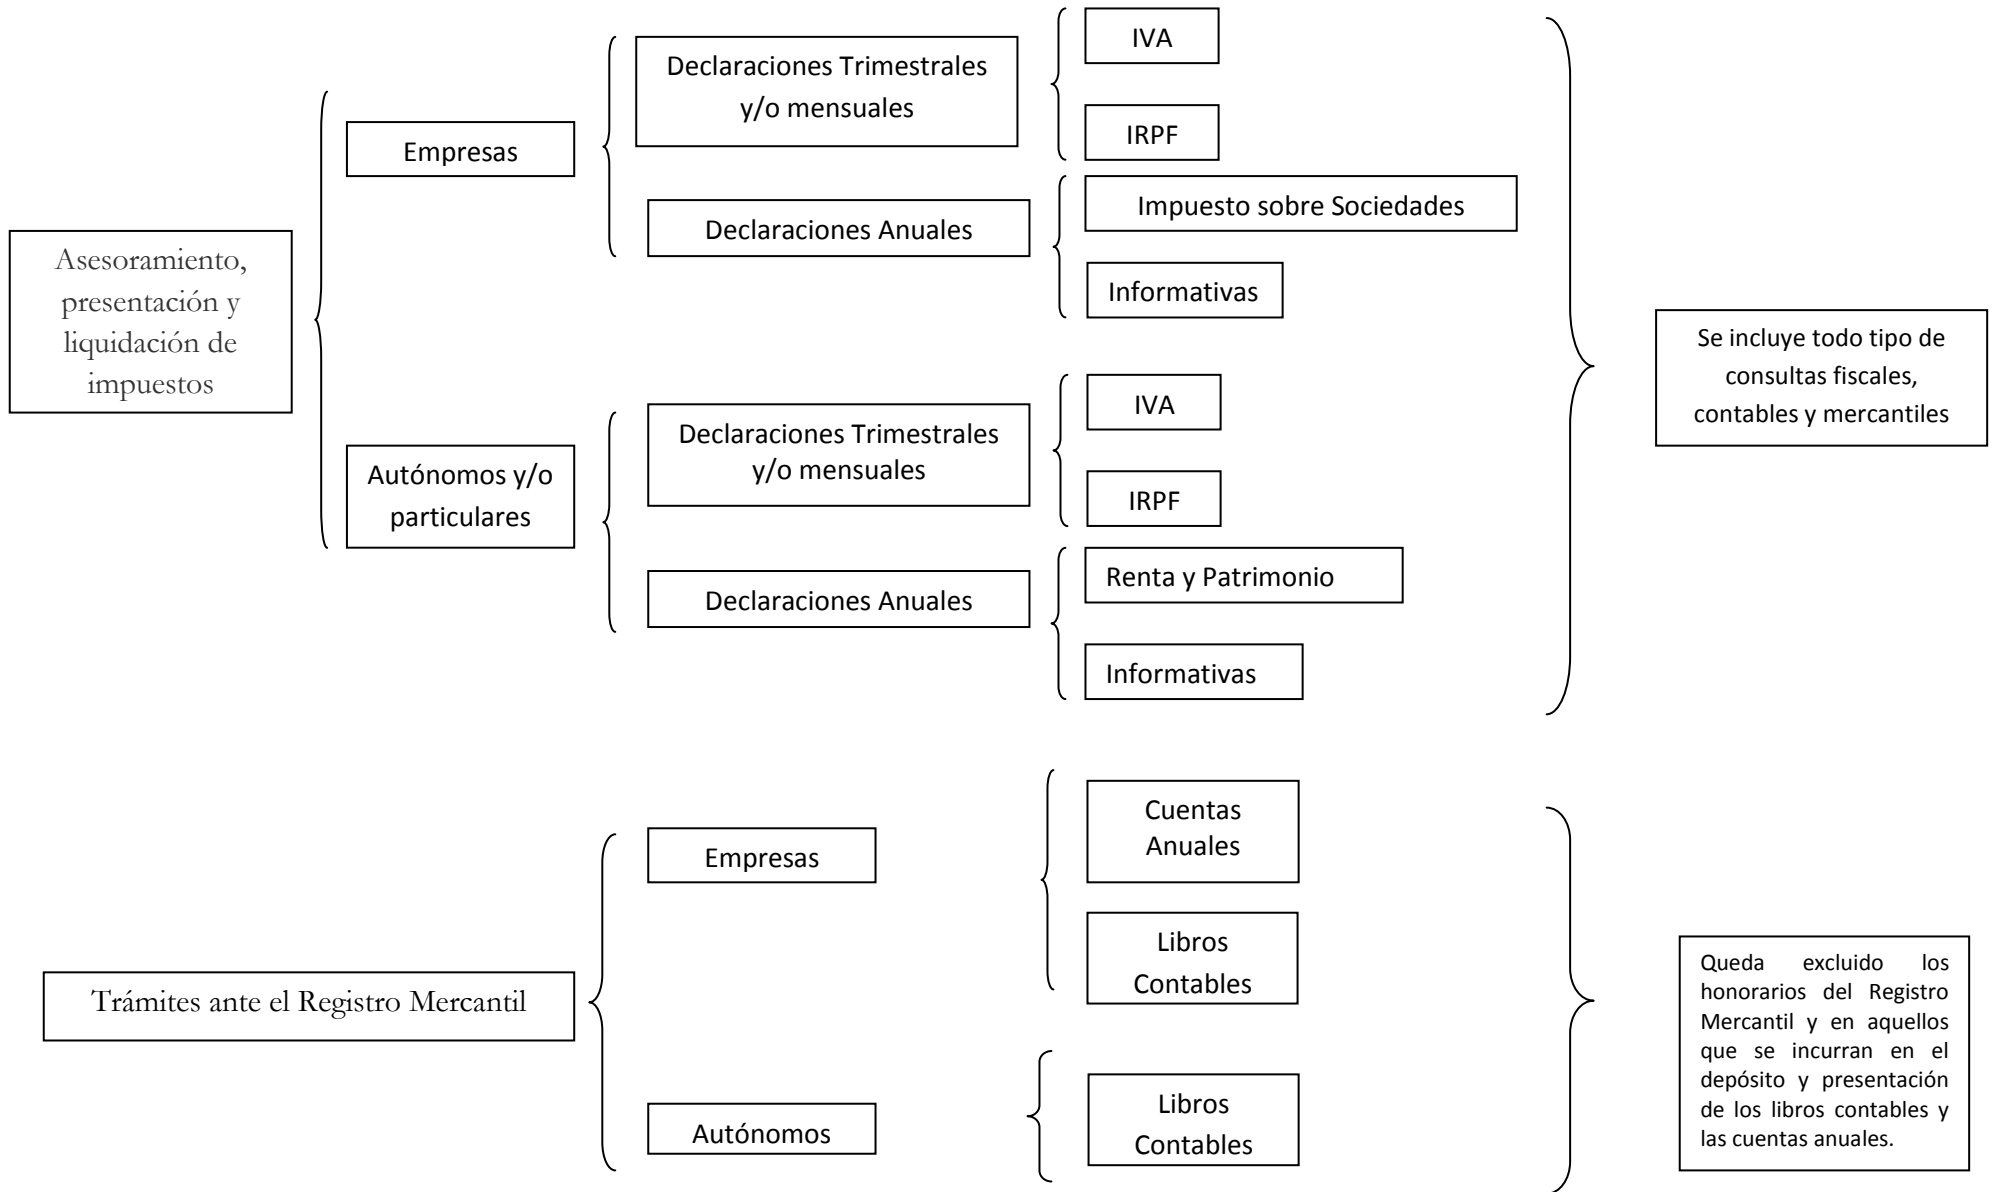 Asesoramiento,
presentación y
liquidación de
impuestos
Empresas
Declaraciones Trimestrales
y/o mensuales
IVA
IRPF
Declaraciones Anuales
Impuesto sobre Sociedades
Informativas
Autónomos y/o
particulares
Declaraciones Trimestrales
y/o mensuales
IVA
IRPF
Declaraciones Anuales
Renta y Patrimonio
Informativas
Se incluye todo tipo de
consultas fiscales,
contables y mercantiles
Trámites ante el Registro Mercantil
Empresas
Cuentas
Anuales
Libros
Contables
Autónomos
Libros
Contables
Queda excluido los
honorarios del Registro
Mercantil y en aquellos
que se incurran en el
depósito y presentación
de los libros contables y
las cuentas anuales.